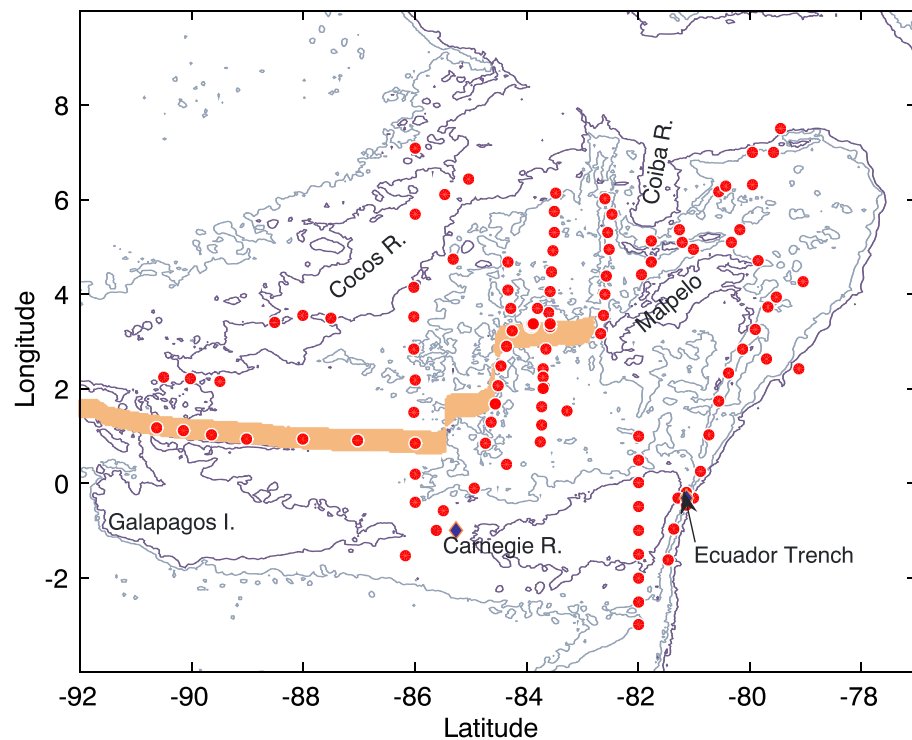 8
6
4
2
0
-2
-92
-90
-88
-86
-84
-82
-80
-78
Longitude
Latitude
Cocos R.
Coiba R.
Malpelo
Galapagos I.
Carnegie R.
Ecuador Trench